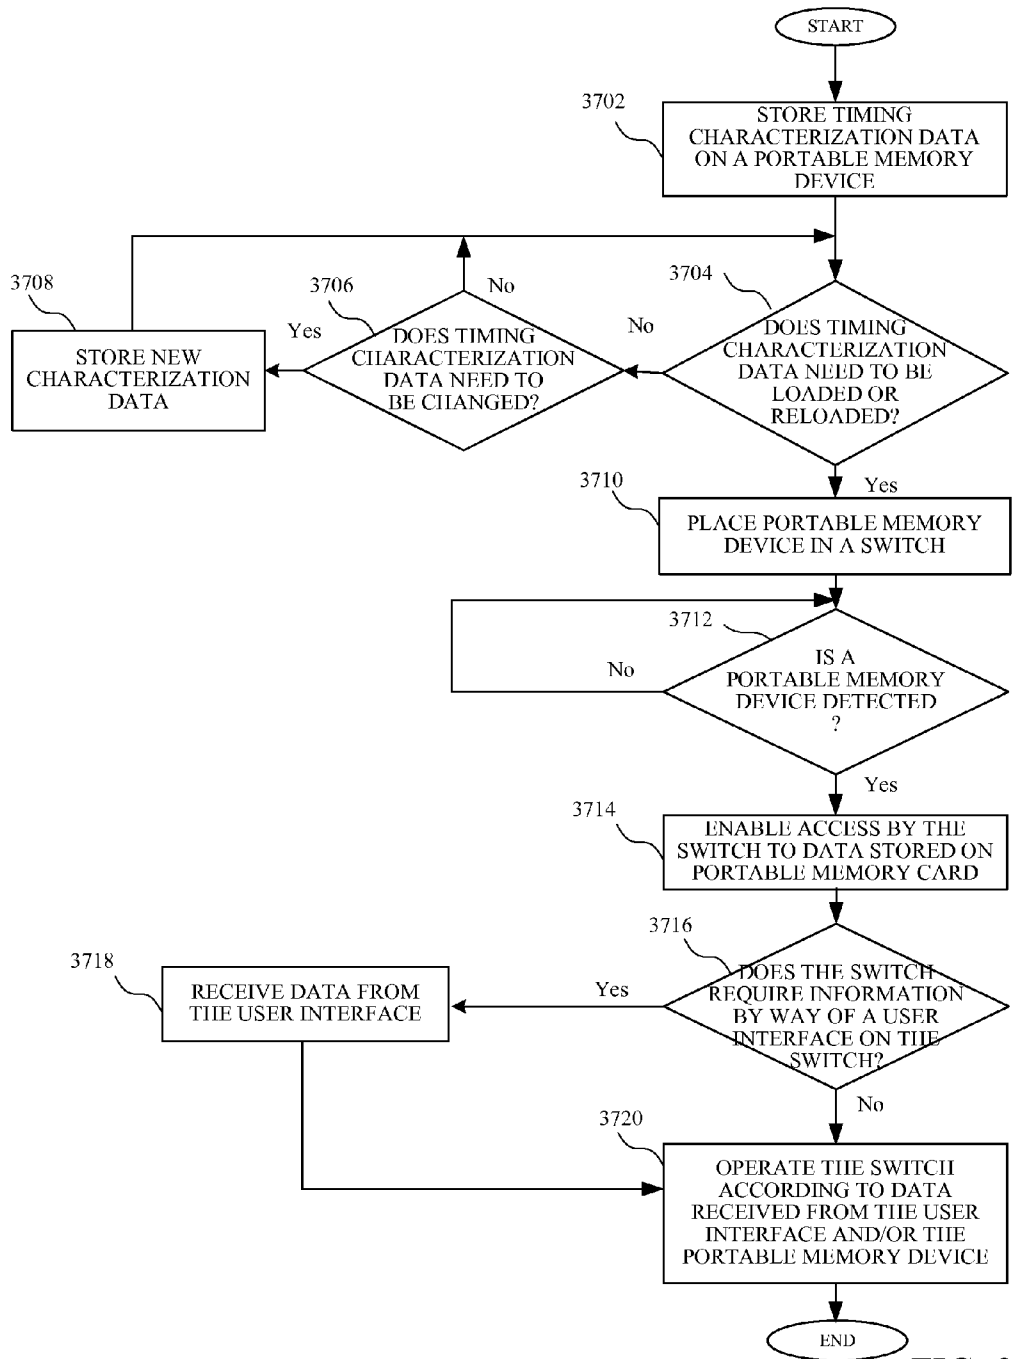 START
3702
STORE TIMING
CHARACTERIZATION DATA
ON A PORTABLE MEMORY
DEVICE
3708
STORE NEW
CHARACTERIZATION
DATA
Yes
3706
No
DOES TIMING
CHARACTERIZATION
DATA NEED TO
BE CHANGED?
No
3704
DOES TIMING
CHARACTERIZATION
DATA NEED TO BE
LOADED OR
RELOADED?
Yes
3710
PLACE PORTABLE MEMORY
DEVICE IN A SWITCH
3712
No
IS A
PORTABLE MEMORY
DEVICE DETECTED
?
Yes
3714
ENABLE ACCESS BY THE
SWITCH TO DATA STORED ON
PORTABLE MEMORY CARD
3716
DOES THE SWITCH
REQUIRE INFORMATION
BY WAY OF A USER
INTERFACE ON THE
SWITCH?
Yes
3718
RECEIVE DATA FROM
THE USER INTERFACE
No
3720
OPERATE THE SWITCH
ACCORDING TO DATA
RECEIVED FROM THE USER
INTERFACE AND/OR THE
PORTABLE MEMORY DEVICE
END